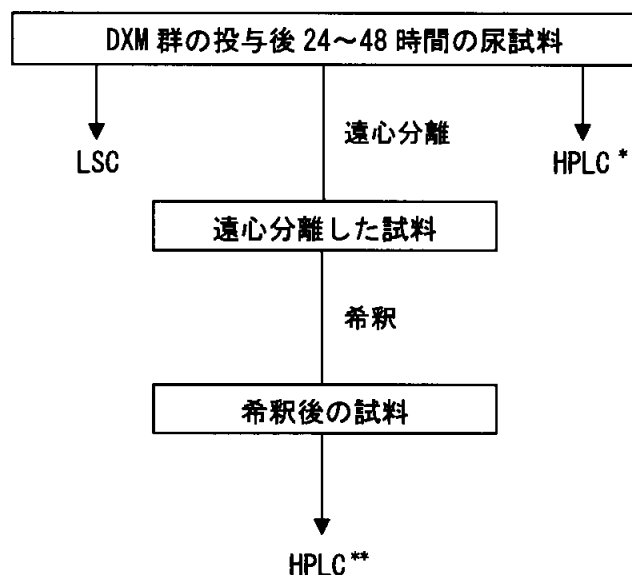 DXM 群の投与後 24～48 時間の尿試料
遠心分離
LSC
HPLC *
遠心分離した試料
希釈
希釈後の試料
HPLC**